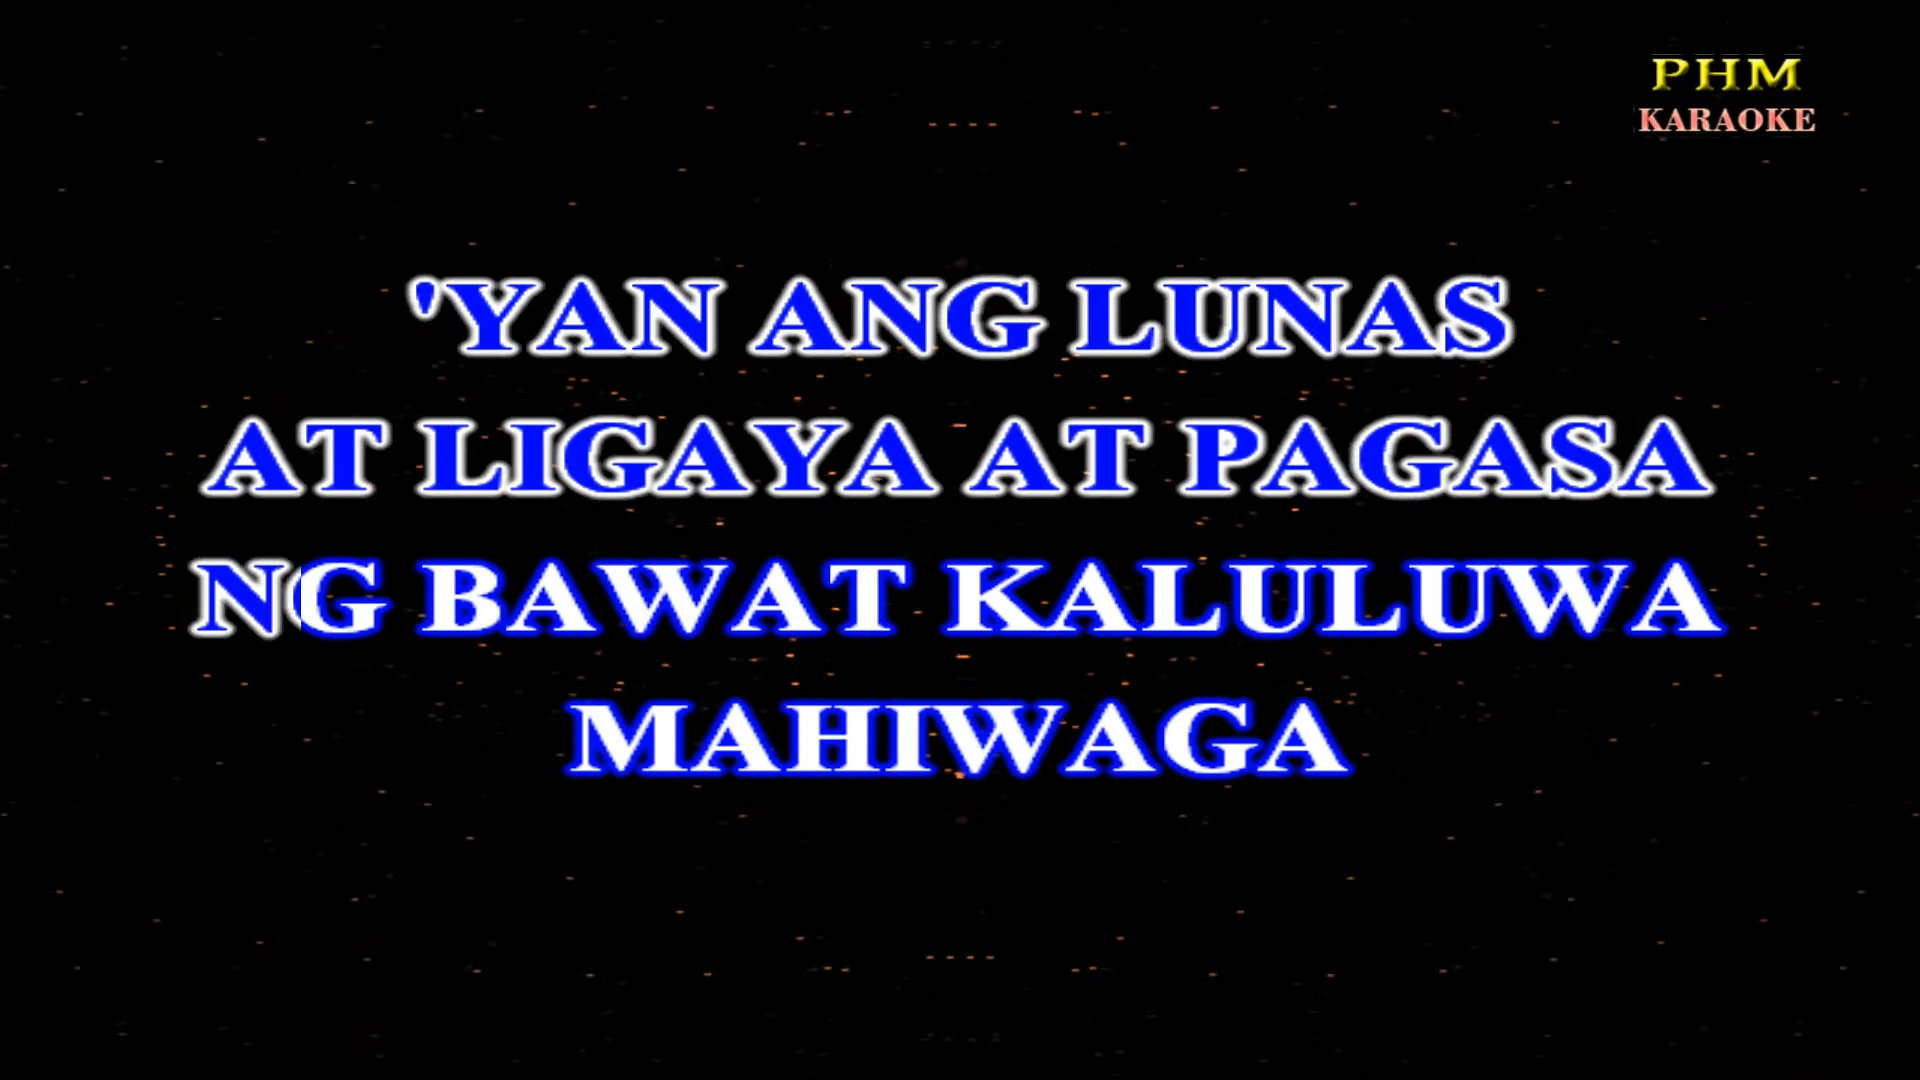 PHM
KARAOKE
'YAN ANG LUNAS
AT LIGAYA AT PAGASA
NG BAWAT KALULUWA
MAHIWAGA